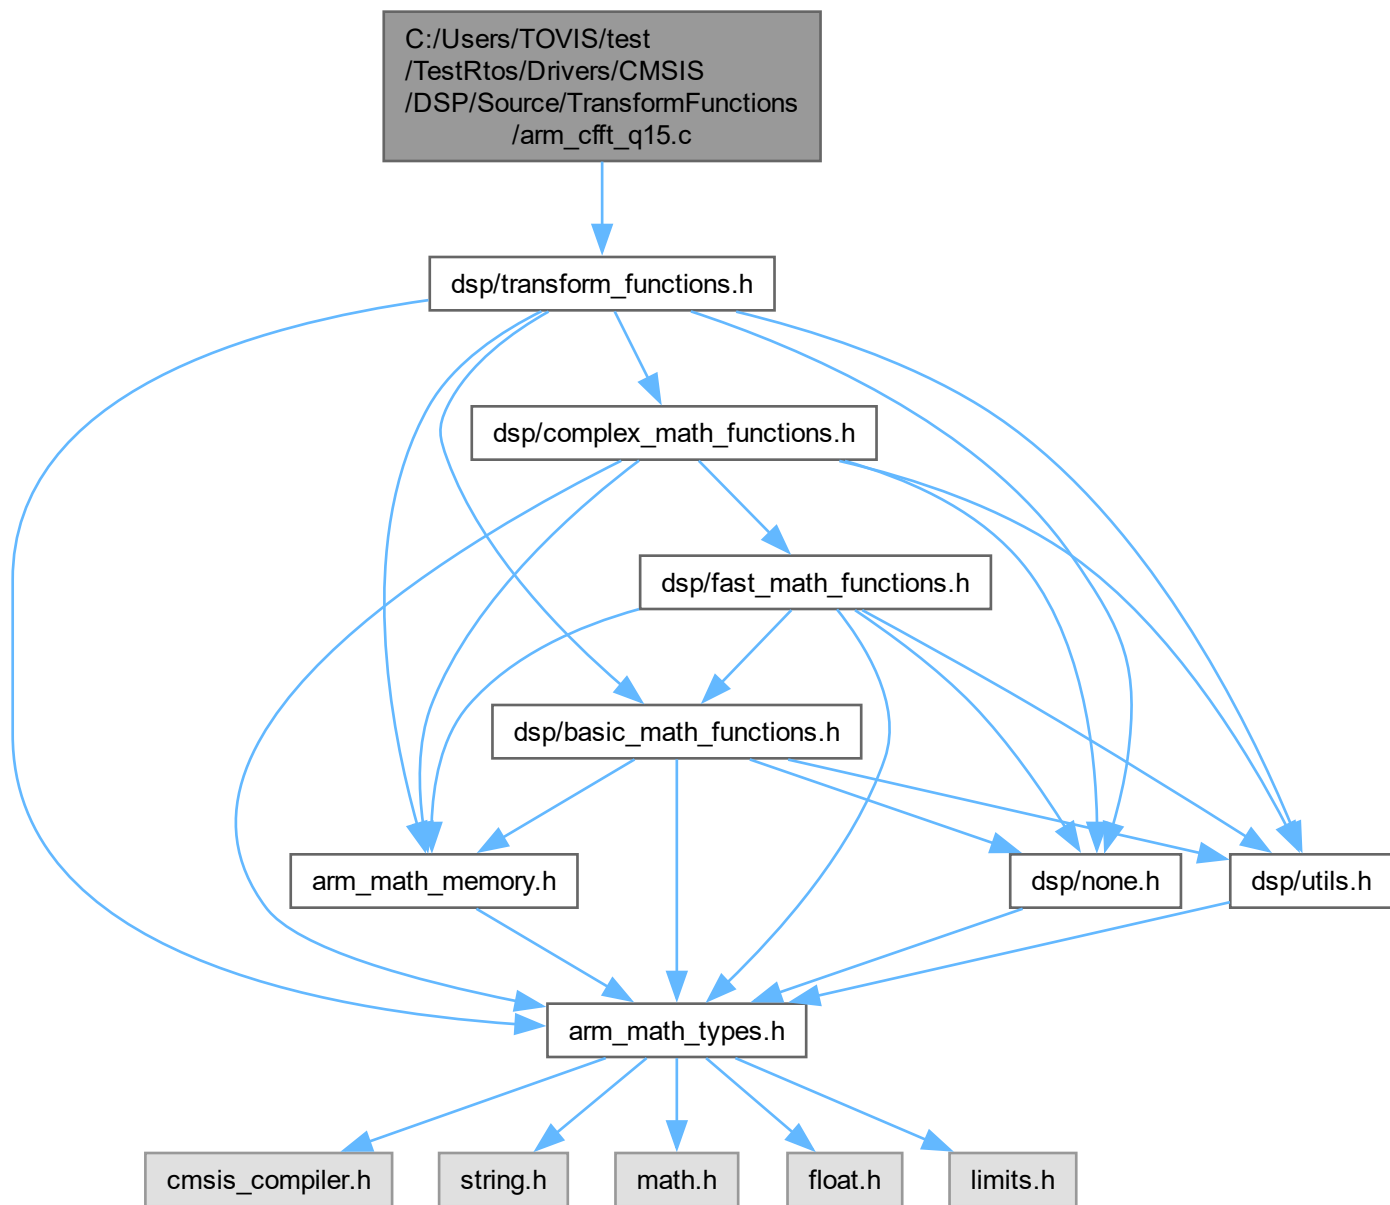 C:/Users/TOVIS/test
/TestRtos/Drivers/CMSIS
/DSP/Source/TransformFunctions
/arm_cfft_q15.c
dsp/transform_functions.h
dsp/complex_math_functions.h
dsp/fast_math_functions.h
dsp/basic_math_functions.h
arm_math_memory.h
dsp/none.h
dsp/utils.h
arm_math_types.h
cmsis_compiler.h
string.h
math.h
float.h
limits.h